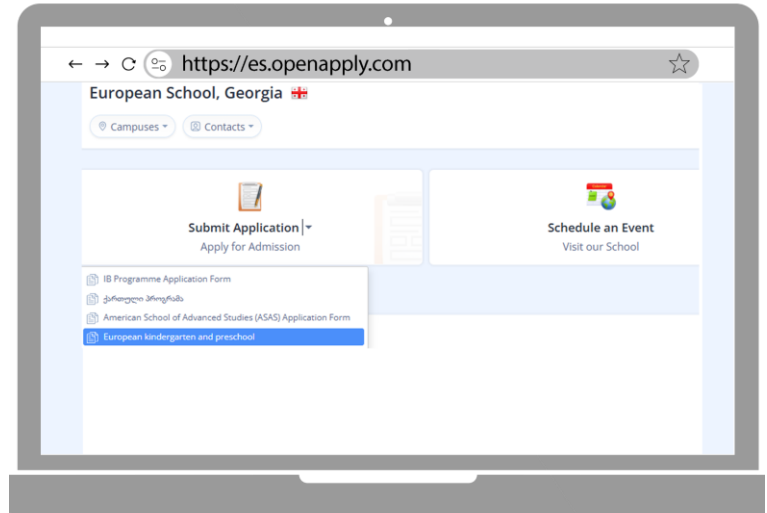 https://es.openapply.com
European School, Georgia
Campuses
Contacts
Submit Application
Apply for Admission
Schedule an Event
Visit our School
IB Programme Application Form
ქართული პროგრამა
American School of Advanced Studies (ASAS) Application Form
European kindergarten and preschool